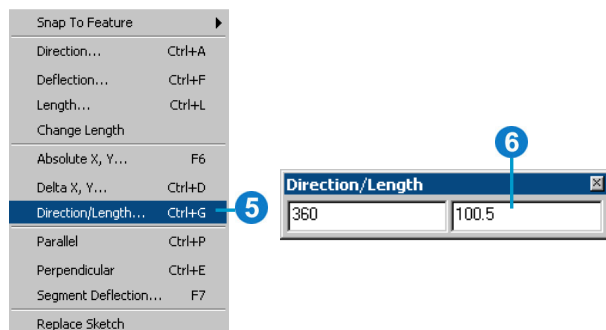 Snap To Feature
Direction... Ctrl+A
Deflection... Ctrl+F
Length... Ctrl+L
Change Length
Absolute X, Y... F6
Delta X, Y... Ctrl+D
Direction/Length... Ctrl+G
5
Parallel Ctrl+P
Perpendicular Ctrl+E
Segment Deflection... F7
Replace Sketch
6
Direction/Length
360 100.5